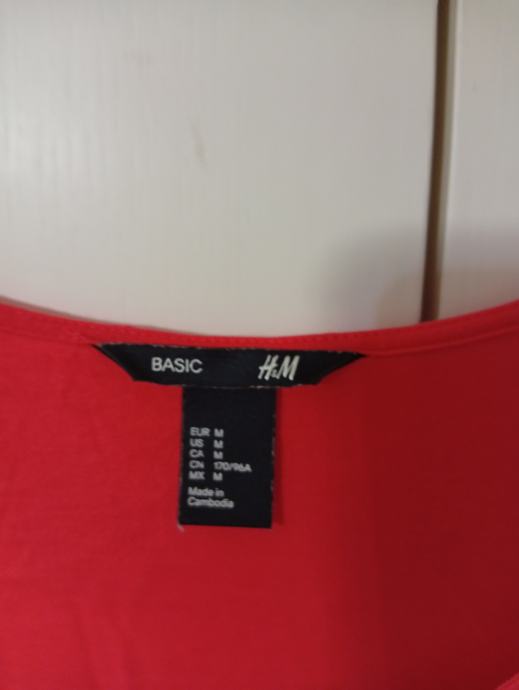 BASIC H&M
EUR M
US M
CA M
CN 170/96A
MX M
Made in
Cambodia